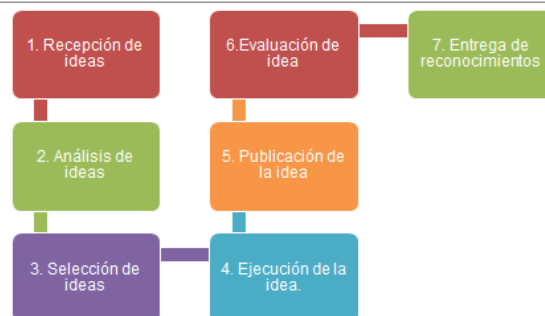 1. Recepción de
ideas
2. Análisis de
ideas
3. Selección de
ideas
4. Ejecución de la
idea.
5. Publicación de
la idea
6.Evaluación de
idea
7. Entrega de
reconocimientos